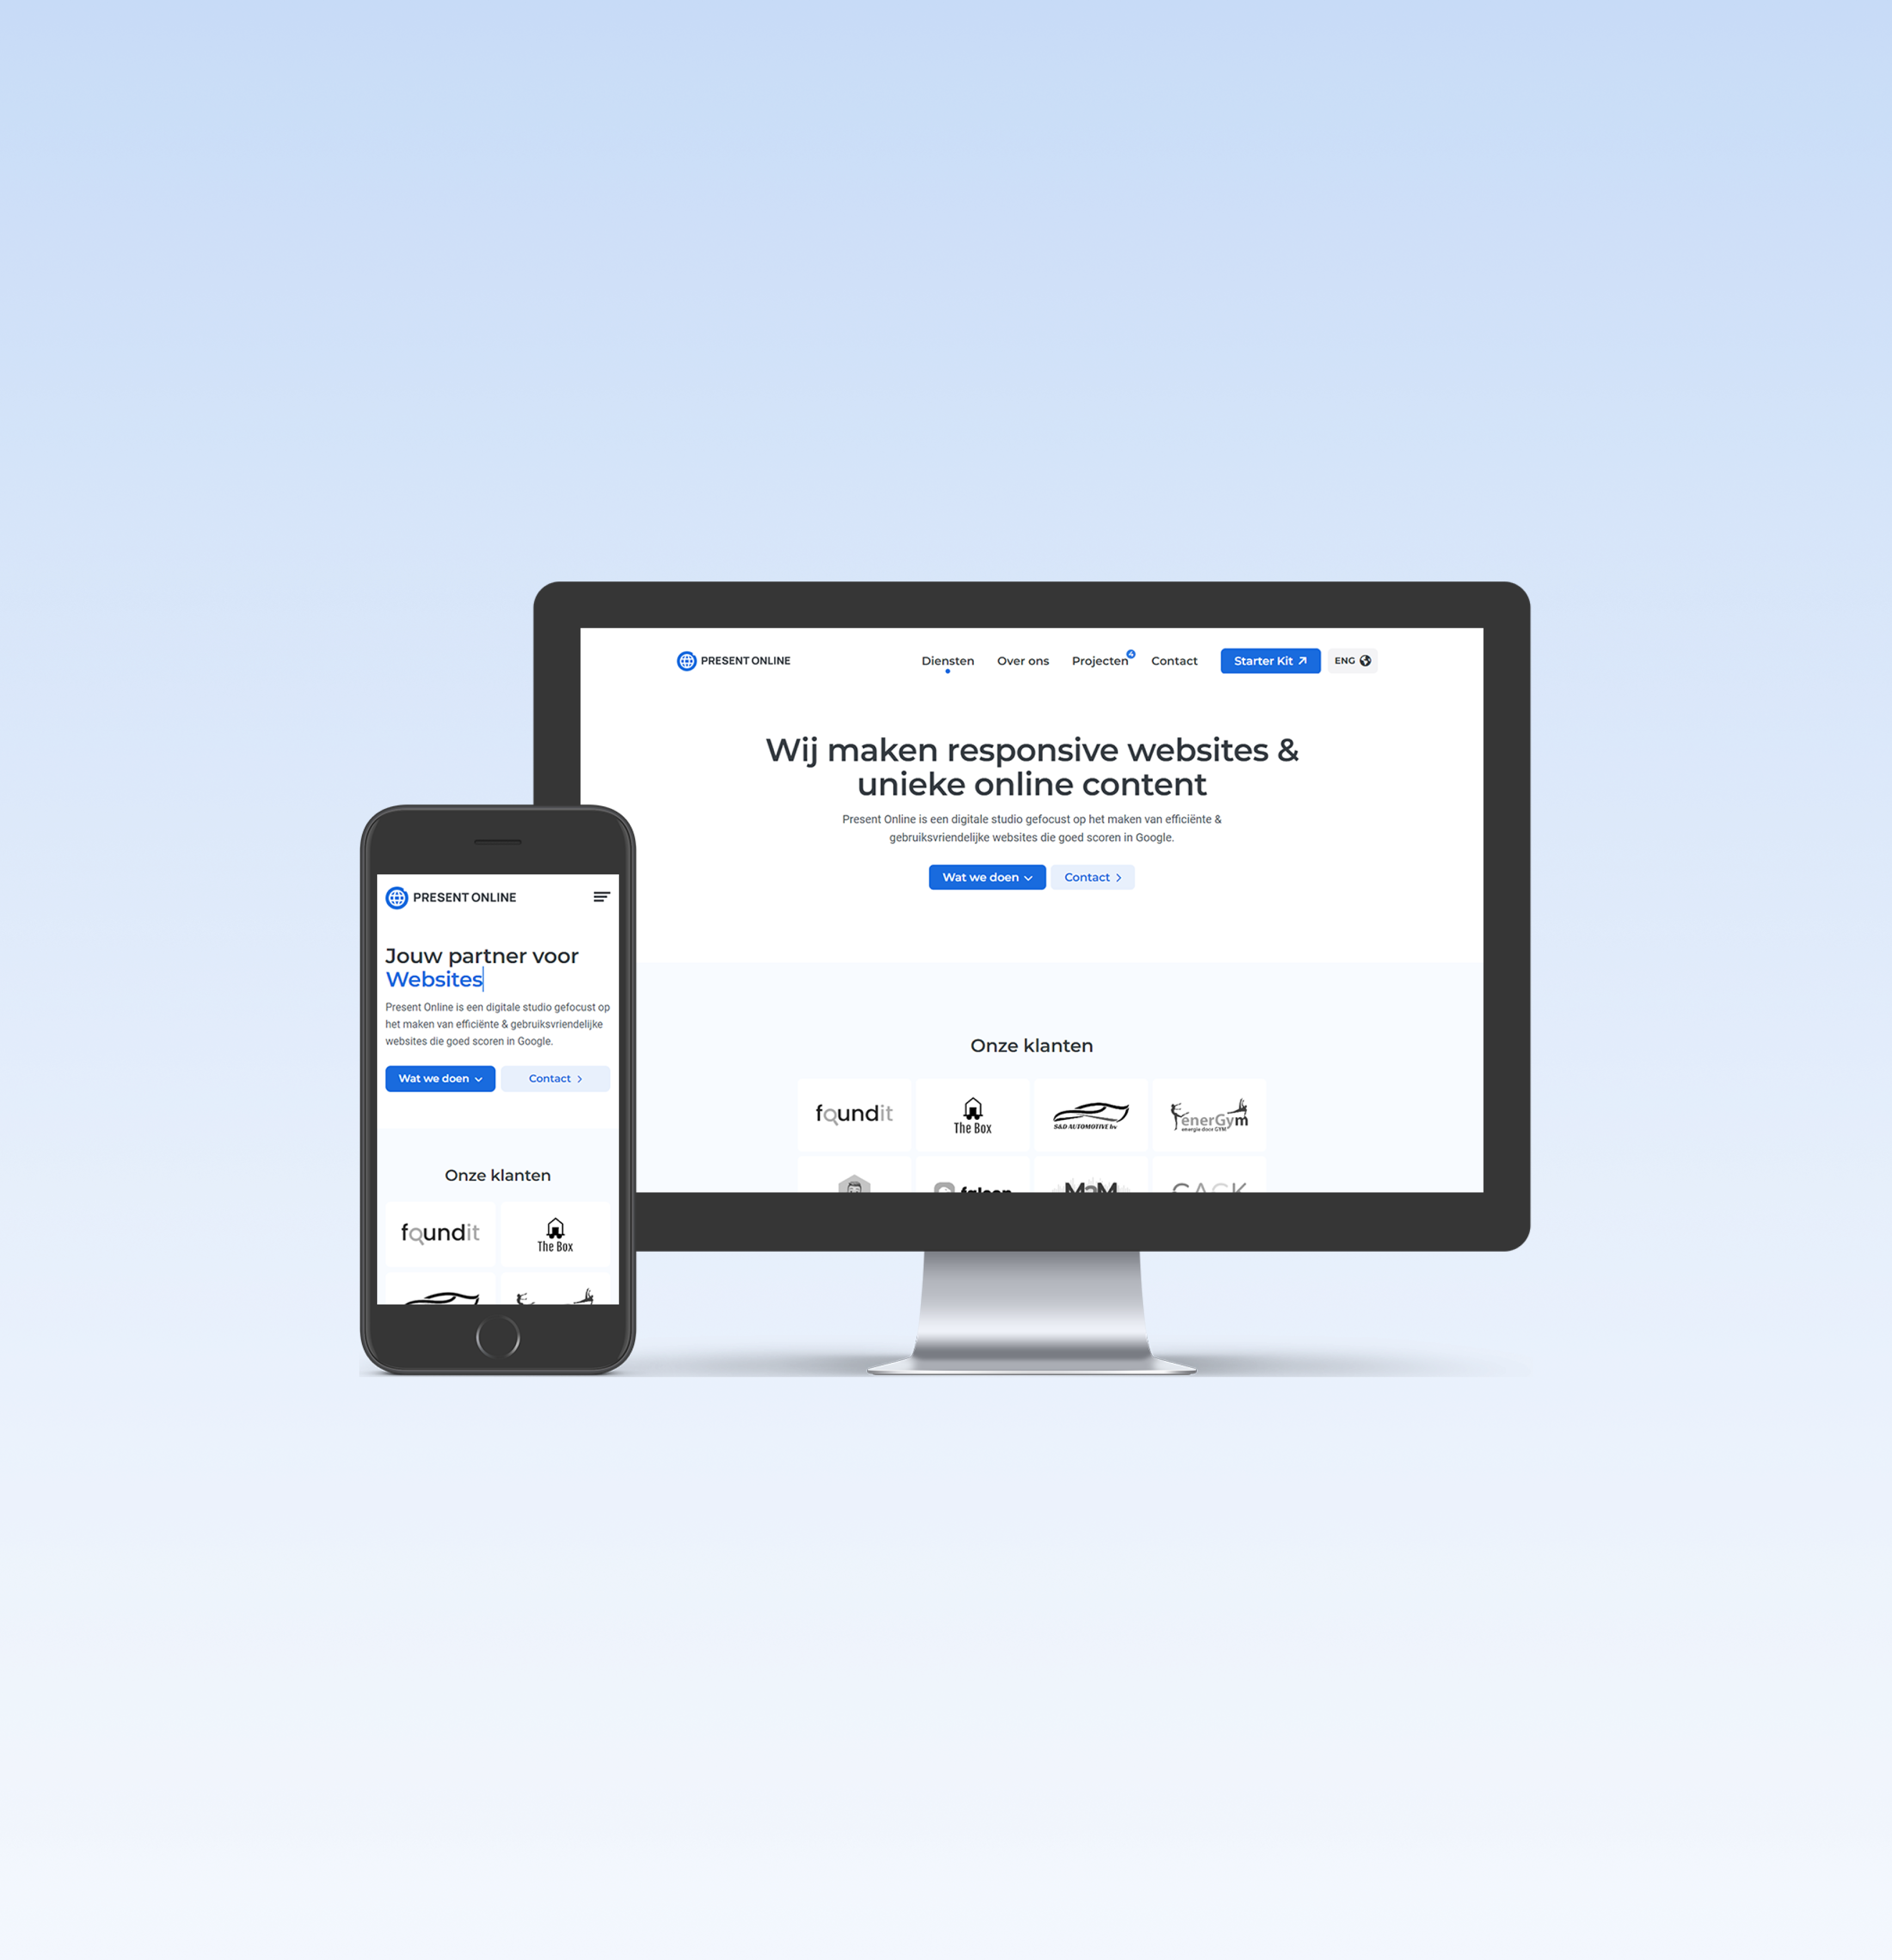 PRESENT ONLINE
Diensten
Over ons
Projecten
4
Contact
Starter Kit
ENG
Wij maken responsive websites &
unieke online content
Present Online is een digitale studio gefocust op het maken van efficiënte &
gebruiksvriendelijke websites die goed scoren in Google.
Wat we doen
Contact
Onze klanten
foundit
The Box
S&D AUTOMOTIVE bv
enerGym
energie door GYM
MaM
CACK
PRESENT ONLINE
Jouw partner voor
Websites
Present Online is een digitale studio gefocust op
het maken van efficiënte & gebruiksvriendelijke
websites die goed scoren in Google.
Wat we doen
Contact
Onze klanten
foundit
The Box